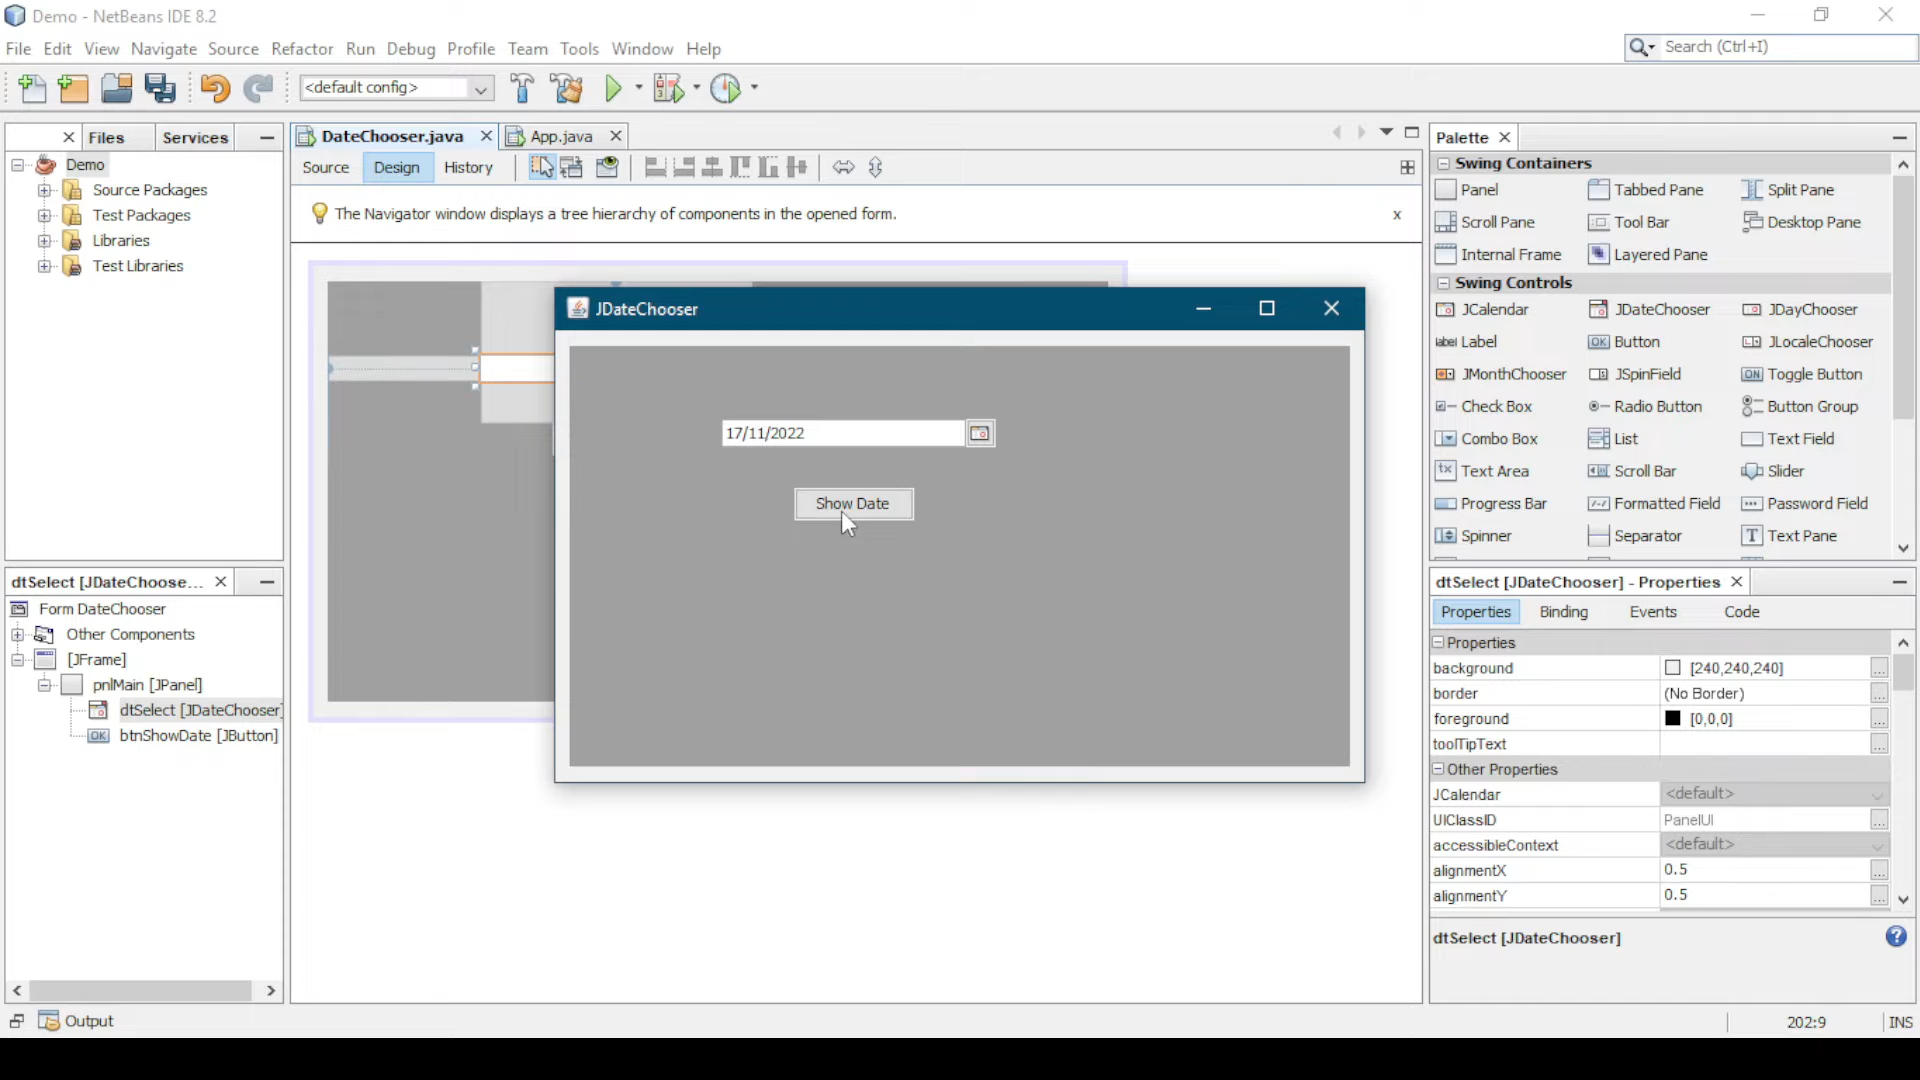 Demo - NetBeans IDE 8.2
File Edit View Navigate Source Refactor Run Debug Profile Team Tools Window Help
Search (Ctrl+I)
<default config>
Files Services
Demo
Source Packages
Test Packages
Libraries
Test Libraries
DateChooser.java App.java
Source Design History
The Navigator window displays a tree hierarchy of components in the opened form.
x
JDateChooser
17/11/2022
Show Date
Palette
Swing Containers
Panel Tabbed Pane Split Pane
Scroll Pane Tool Bar Desktop Pane
Internal Frame Layered Pane
Swing Controls
JCalendar JDateChooser JDayChooser
label Label OK Button JLocaleChooser
JMonthChooser JSpinField ON Toggle Button
Check Box Radio Button Button Group
Combo Box List Text Field
Text Area Scroll Bar Slider
Progress Bar Formatted Field Password Field
Spinner Separator Text Pane
dtSelect [JDateChoose...
Form DateChooser
Other Components
[JFrame]
pnlMain [JPanel]
dtSelect [JDateChooser]
OK btnShowDate [JButton]
dtSelect [JDateChooser] - Properties
Properties Binding Events Code
Properties
background [240,240,240] ...
border (No Border) ...
foreground [0,0,0] ...
toolTipText ...
Other Properties
JCalendar <default>
UIClassID PanelUI ...
accessibleContext <default>
alignmentX 0.5 ...
alignmentY 0.5 ...
dtSelect [JDateChooser]
Output
202:9 INS